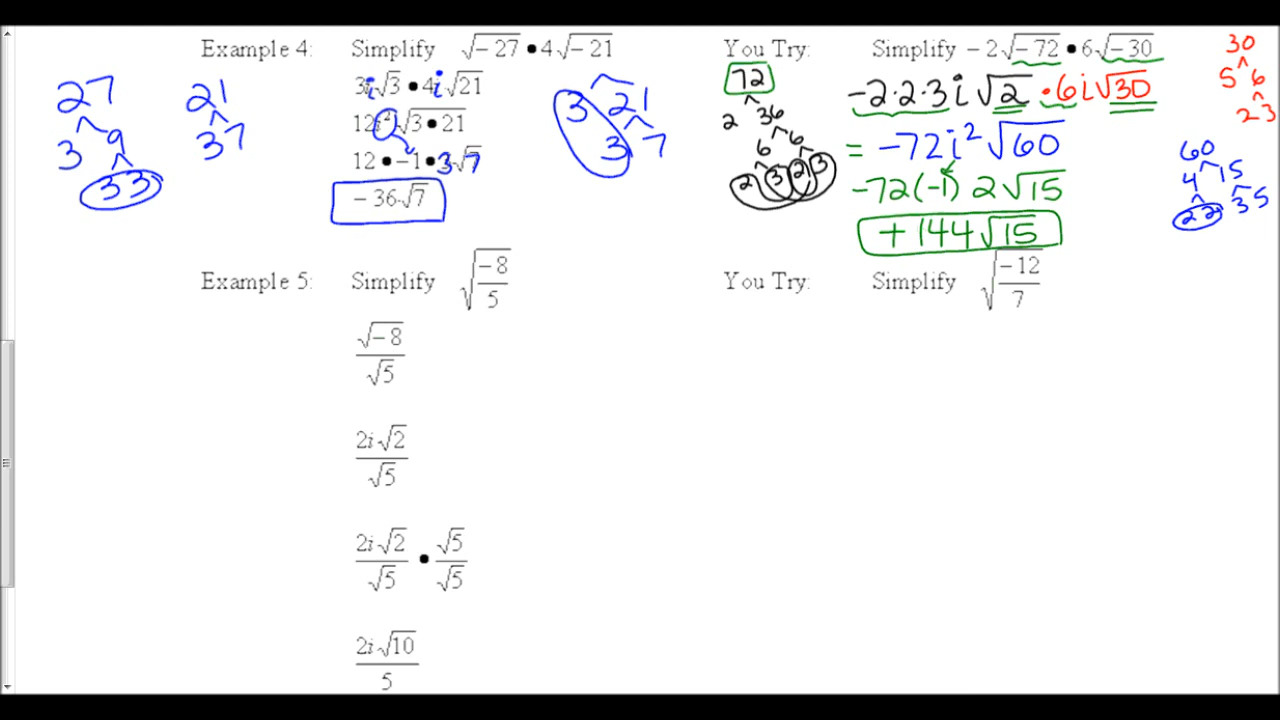 Example 4: Simplify √-27 • 4√-21
3i√3 • 4i√21
12i²√3 • 21
12 • -1 • 3√7
-36√7
27
3 9
3 3
21
3 7
3 21
3 7
You Try: Simplify -2√-72 • 6√-30
72
2 36
6 6
2 3 2 3
-2·2·3i√2 · 6i√30
= -72i²√60
-72(-1) 2√15
+144√15
30
5 6
2 3
60
4 15
2 2 3 5
Example 5: Simplify √(-8/5)
√-8
√5
2i√2
√5
2i√2 • √5
√5 √5
2i√10
5
You Try: Simplify √(-12/7)